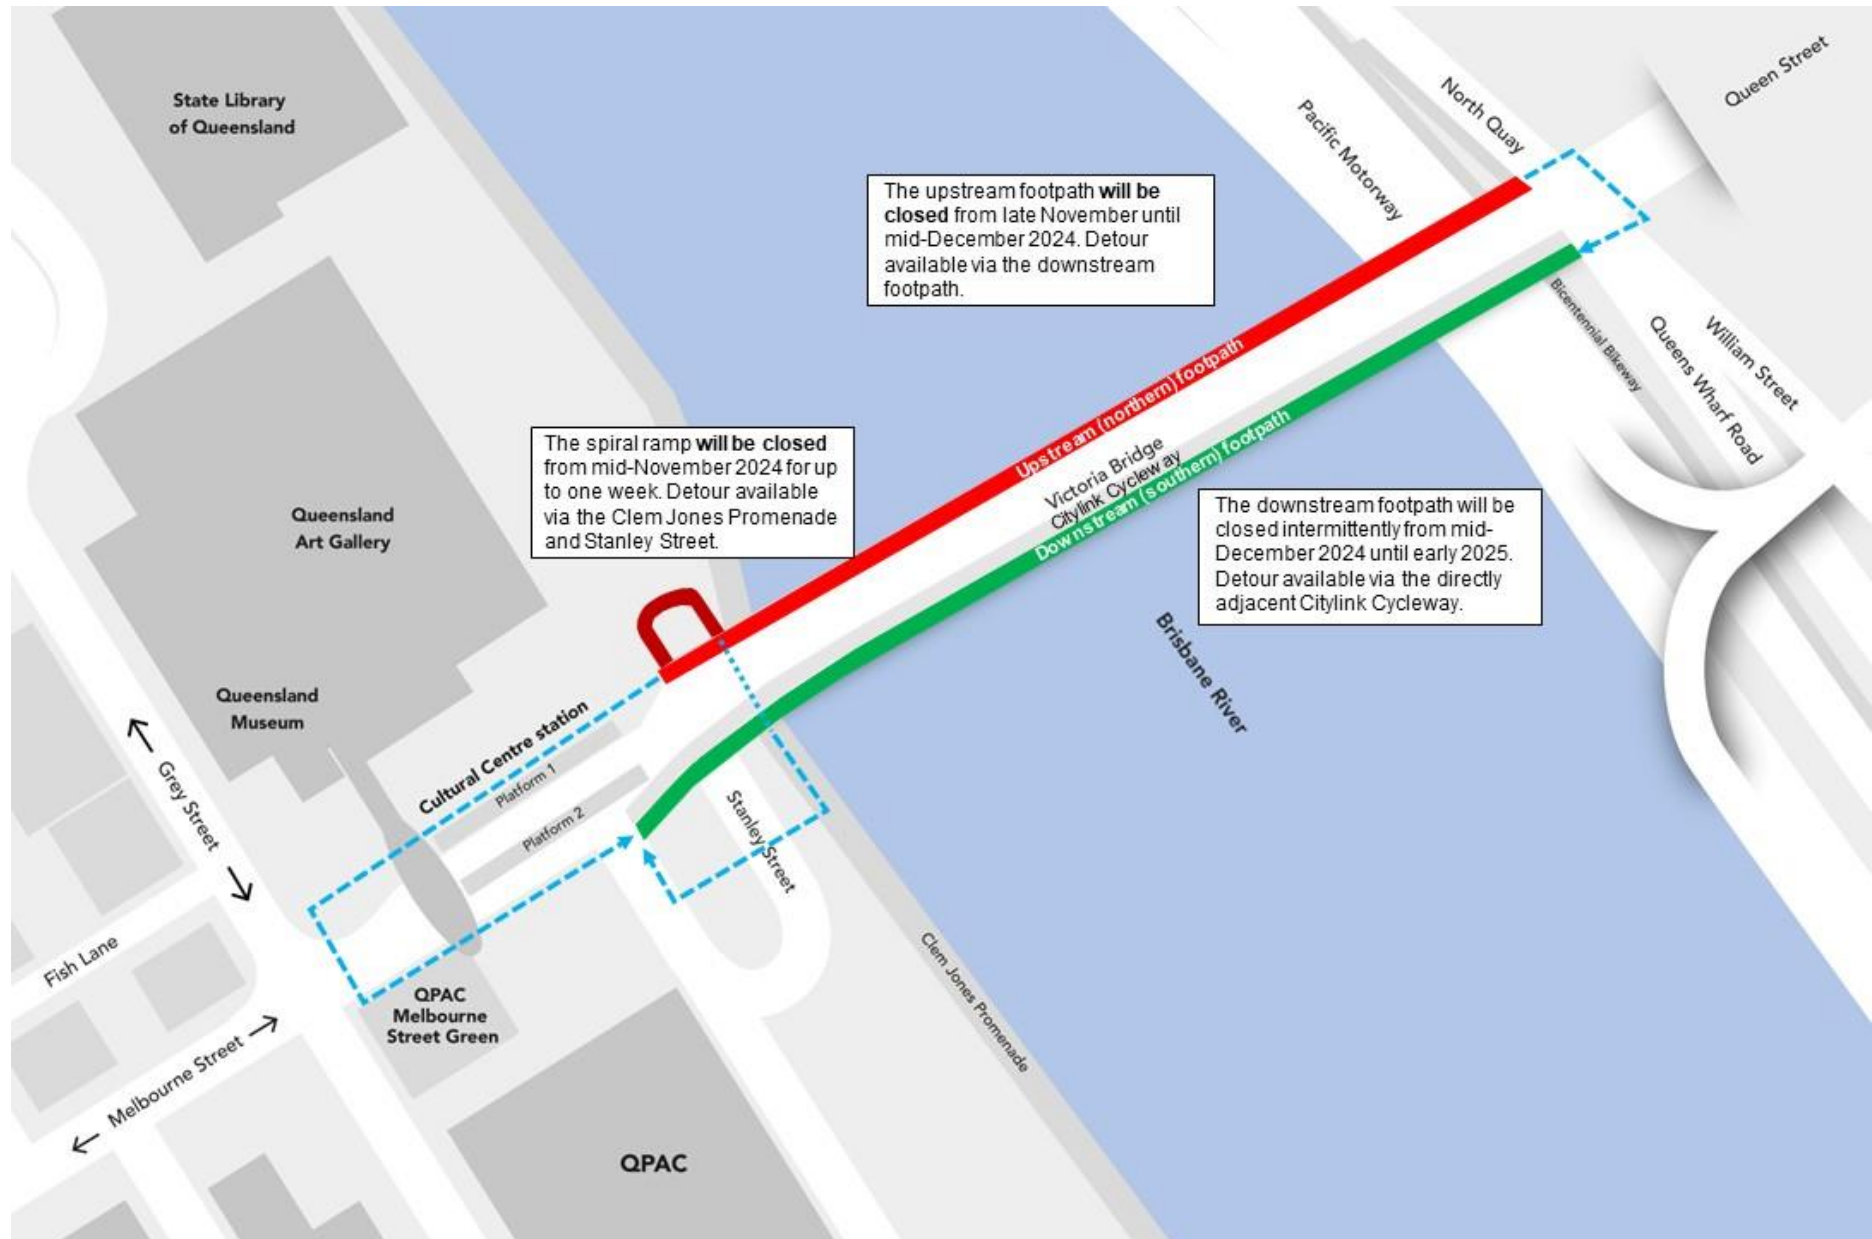 State Library
of Queensland
Queen Street
North Quay
Pacific Motorway
The upstream footpath will be
closed from late November until
mid-December 2024. Detour
available via the downstream
footpath.
Bicentennial Bikeway
Queens Wharf Road
William Street
Upstream (northern) footpath
Victoria Bridge
Citylink Cycleway
Downstream (southern) footpath
The spiral ramp will be closed
from mid-November 2024 for up
to one week. Detour available
via the Clem Jones Promenade
and Stanley Street.
The downstream footpath will be
closed intermittently from mid-
December 2024 until early 2025.
Detour available via the directly
adjacent Citylink Cycleway.
Queensland
Art Gallery
Brisbane River
Queensland
Museum
Cultural Centre station
Platform 1
Platform 2
Grey Street
Stanley Street
Fish Lane
Clem Jones Promenade
QPAC
Melbourne
Street Green
Melbourne Street
QPAC